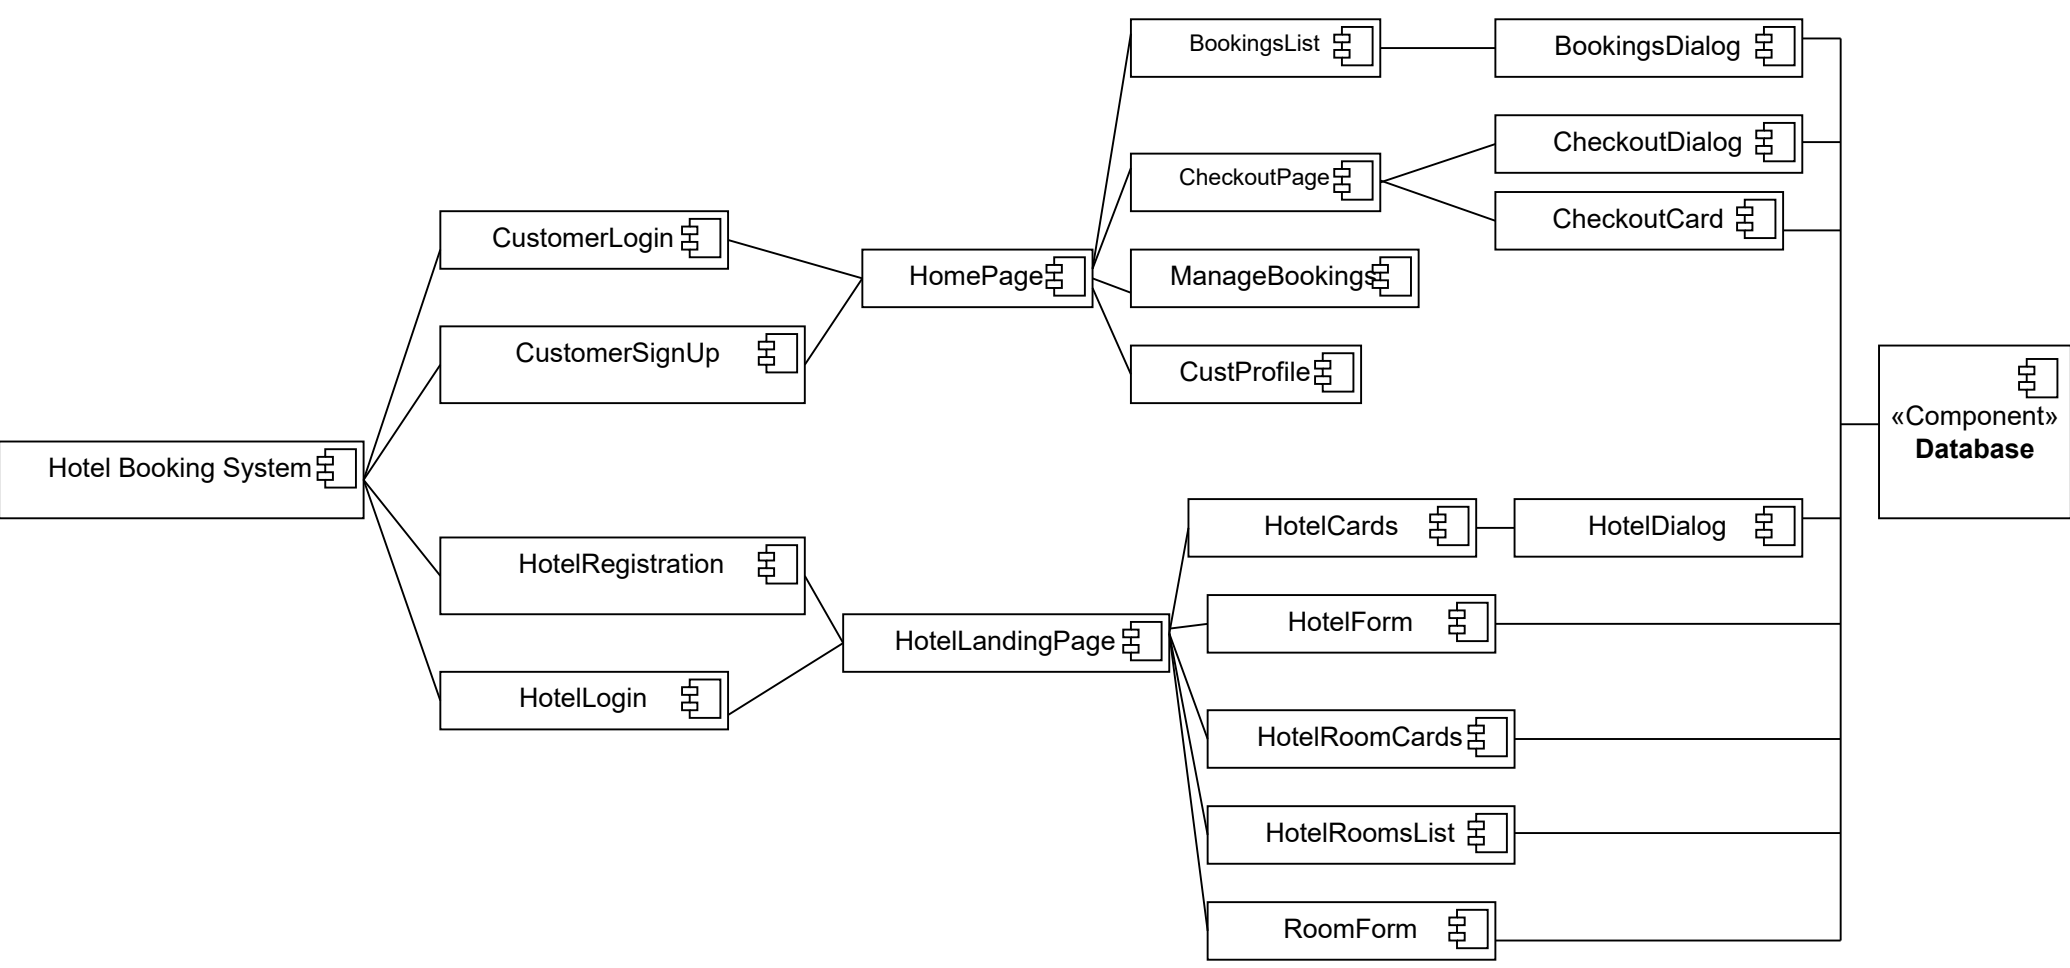 BookingsList
BookingsDialog
CheckoutDialog
CheckoutPage
CheckoutCard
CustomerLogin
HomePage
ManageBookings
CustomerSignUp
CustProfile
«Component»
Database
Hotel Booking System
HotelCards
HotelDialog
HotelRegistration
HotelForm
HotelLandingPage
HotelLogin
HotelRoomCards
HotelRoomsList
RoomForm